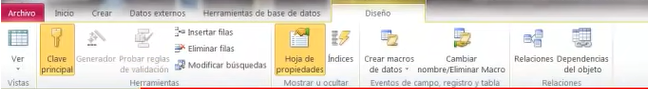 Archivo Inicio Crear Datos externos Herramientas de base de datos Diseño
Ver
Clave principal
Generador
Probar reglas de validación
Insertar filas
Eliminar filas
Modificar búsquedas
Hoja de propiedades
Índices
Crear macros de datos
Cambiar nombre/Eliminar Macro
Relaciones
Dependencias del objeto
Vistas Herramientas Mostrar u ocultar Eventos de campo, registro y tabla Relaciones